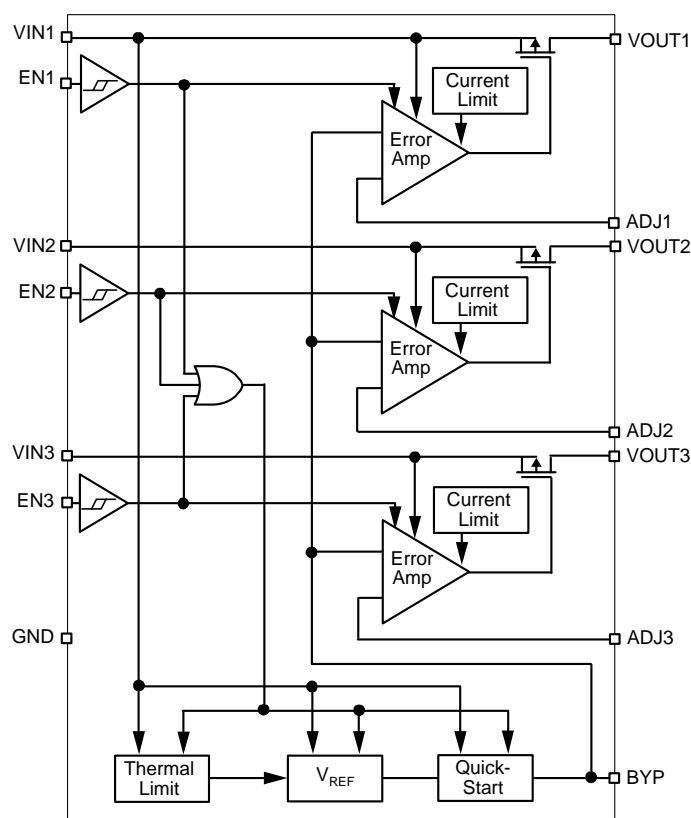 VIN1
VOUT1
EN1
Current
Limit
Error
Amp
ADJ1
VIN2
VOUT2
EN2
Current
Limit
Error
Amp
ADJ2
VIN3
VOUT3
EN3
Current
Limit
Error
Amp
GND
ADJ3
Thermal
Limit
VREF
Quick-
Start
BYP